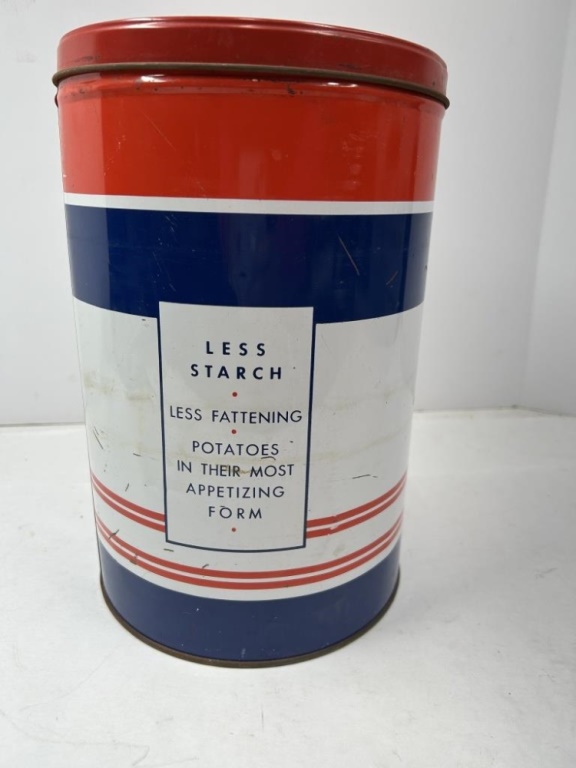 LESS
STARCH
LESS FATTENING
POTATOES
IN THEIR MOST
APPETIZING
FORM